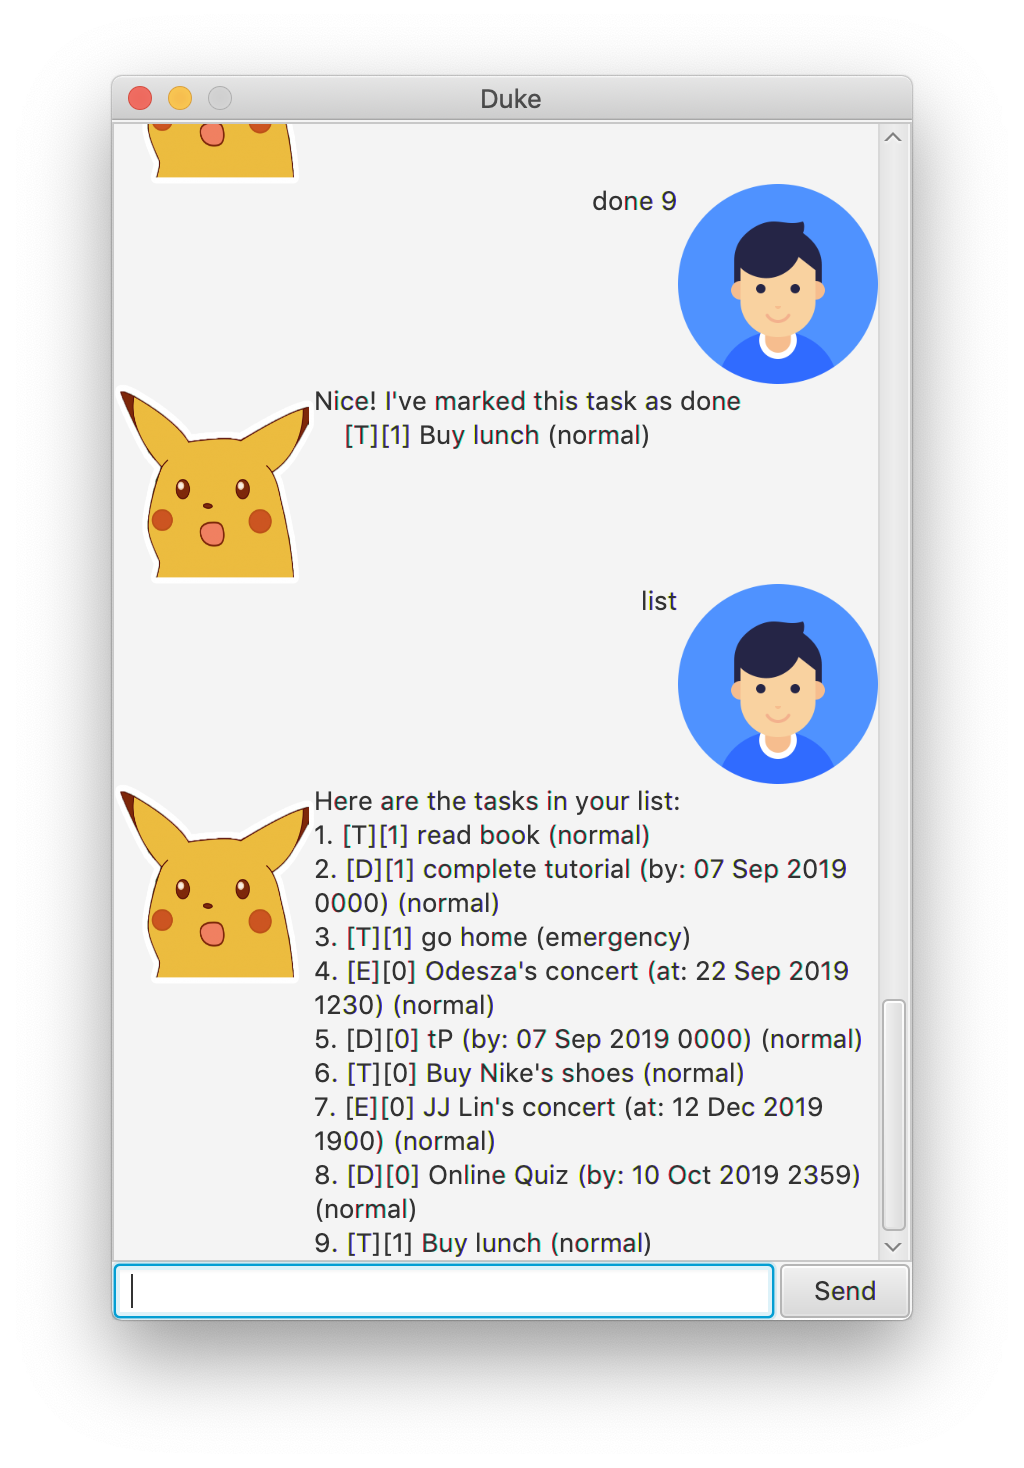 Duke
done 9
Nice! I've marked this task as done
[T][1] Buy lunch (normal)
list
Here are the tasks in your list:
1. [T][1] read book (normal)
2. [D][1] complete tutorial (by: 07 Sep 2019
0000) (normal)
3. [T][1] go home (emergency)
4. [E][0] Odesza's concert (at: 22 Sep 2019
1230) (normal)
5. [D][0] tP (by: 07 Sep 2019 0000) (normal)
6. [T][0] Buy Nike's shoes (normal)
7. [E][0] JJ Lin's concert (at: 12 Dec 2019
1900) (normal)
8. [D][0] Online Quiz (by: 10 Oct 2019 2359)
(normal)
9. [T][1] Buy lunch (normal)
Send